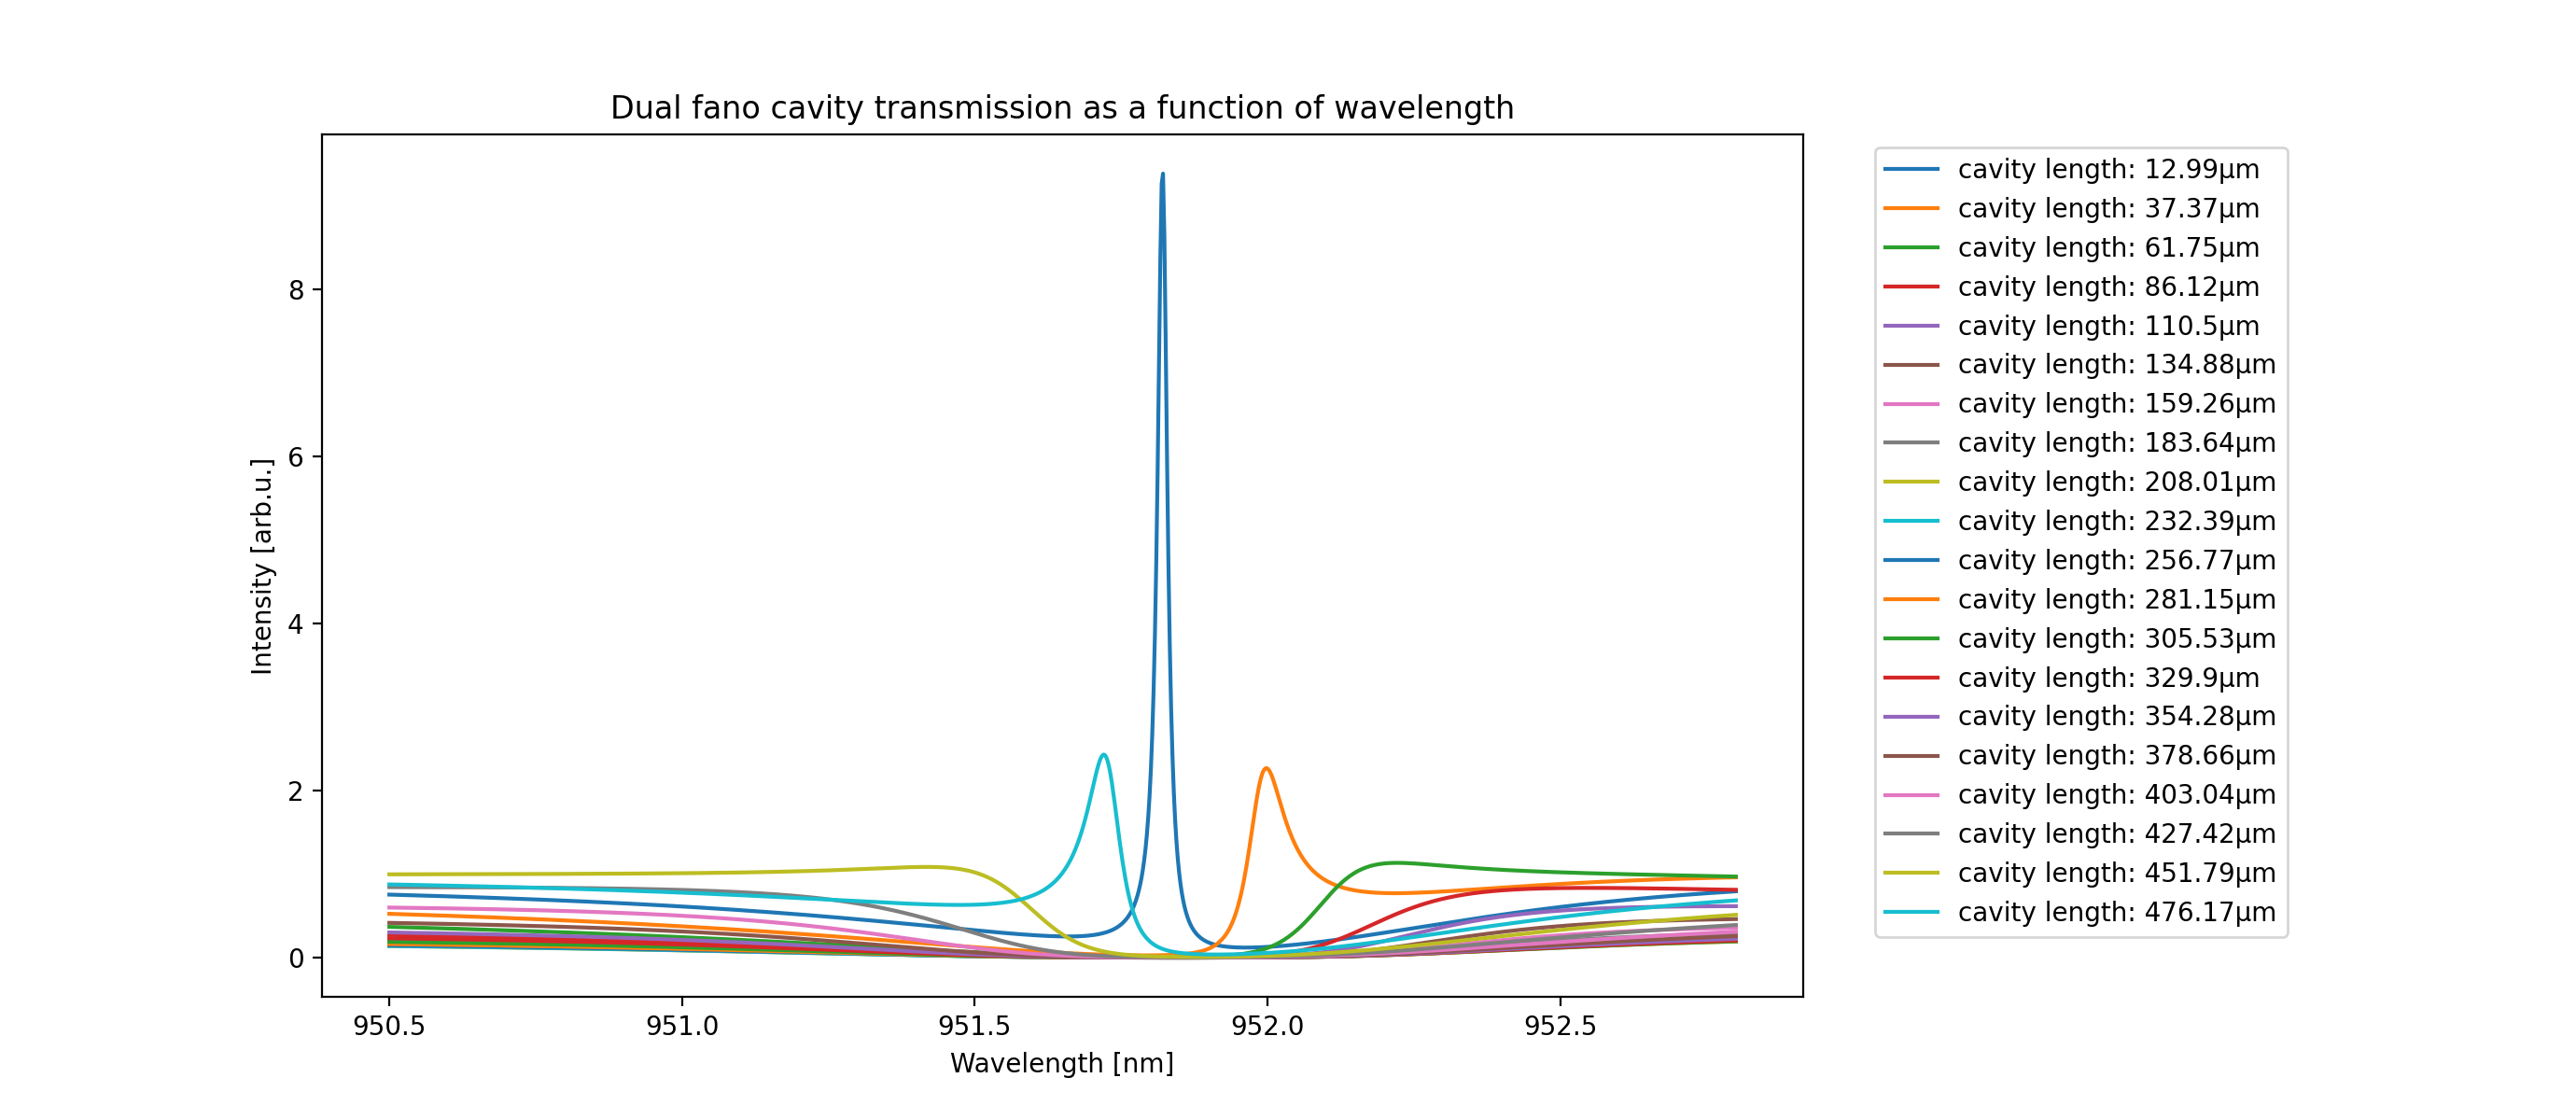 Dual fano cavity transmission as a function of wavelength
Intensity [arb.u.]
8
6
4
2
0
950.5
951.0
951.5
952.0
952.5
Wavelength [nm]
cavity length: 12.99μm
cavity length: 37.37μm
cavity length: 61.75μm
cavity length: 86.12μm
cavity length: 110.5μm
cavity length: 134.88μm
cavity length: 159.26μm
cavity length: 183.64μm
cavity length: 208.01μm
cavity length: 232.39μm
cavity length: 256.77μm
cavity length: 281.15μm
cavity length: 305.53μm
cavity length: 329.9μm
cavity length: 354.28μm
cavity length: 378.66μm
cavity length: 403.04μm
cavity length: 427.42μm
cavity length: 451.79μm
cavity length: 476.17μm